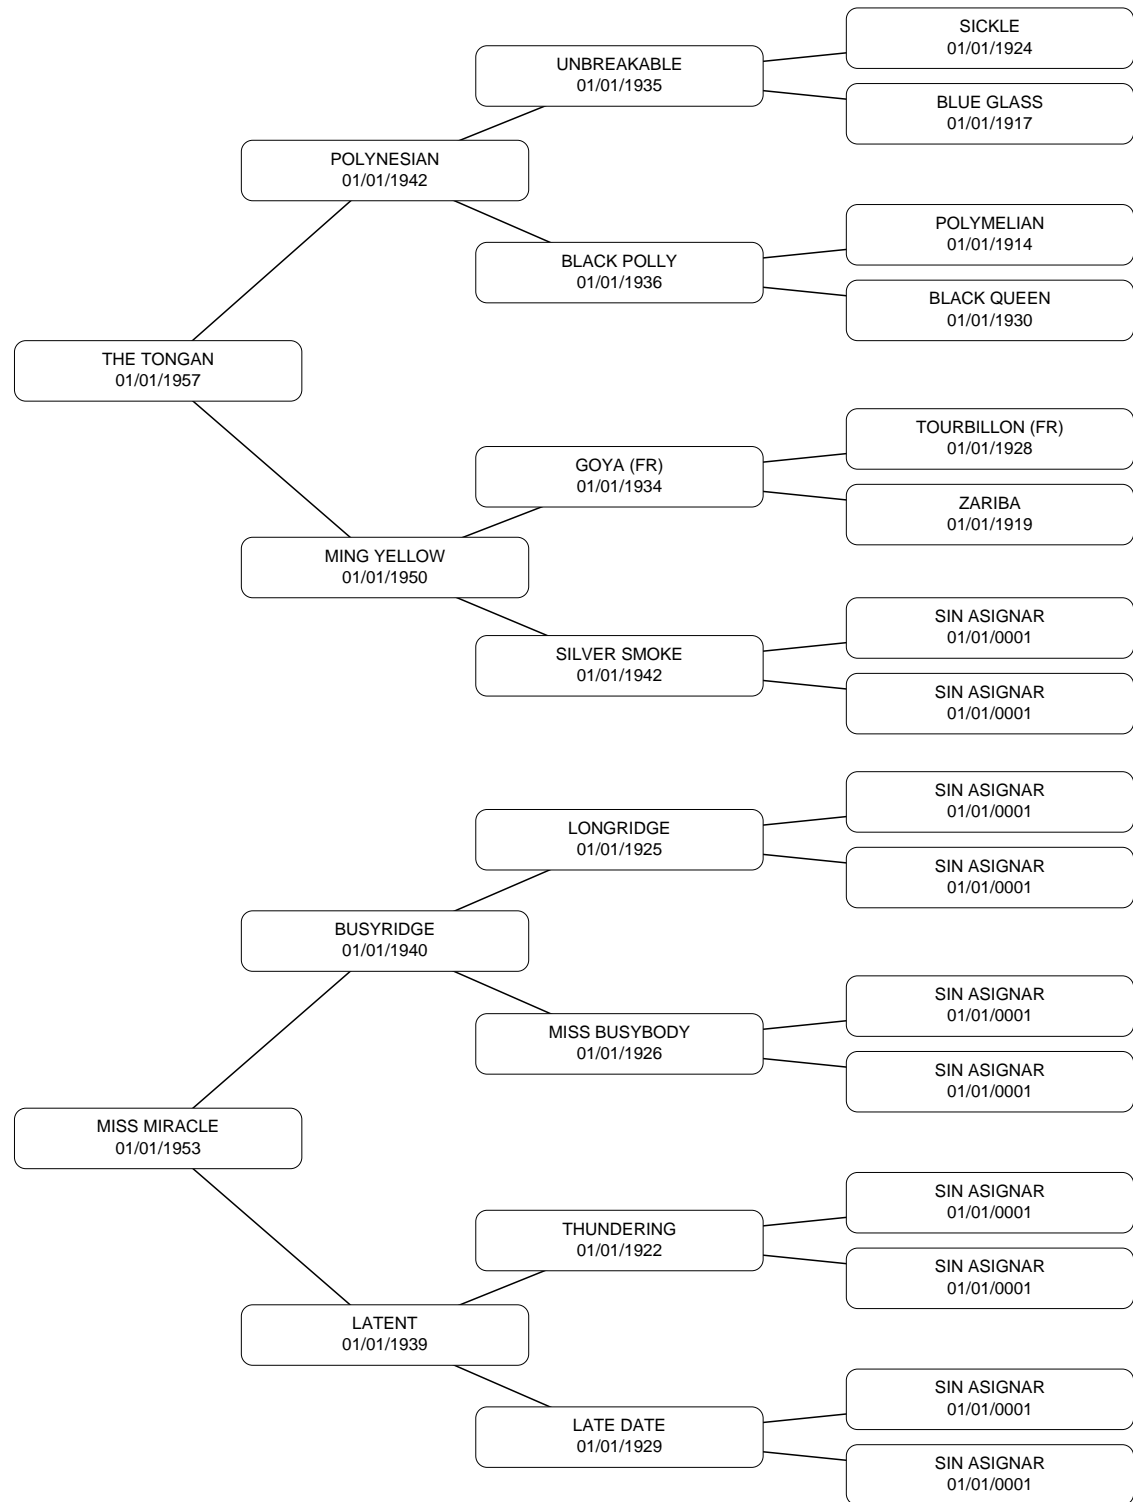 SICKLE
01/01/1924
UNBREAKABLE
01/01/1935
BLUE GLASS
01/01/1917
POLYNESIAN
01/01/1942
POLYMELIAN
01/01/1914
BLACK POLLY
01/01/1936
BLACK QUEEN
01/01/1930
THE TONGAN
01/01/1957
TOURBILLON (FR)
01/01/1928
GOYA (FR)
01/01/1934
ZARIBA
01/01/1919
MING YELLOW
01/01/1950
SIN ASIGNAR
01/01/0001
SILVER SMOKE
01/01/1942
SIN ASIGNAR
01/01/0001
SIN ASIGNAR
01/01/0001
LONGRIDGE
01/01/1925
SIN ASIGNAR
01/01/0001
BUSYRIDGE
01/01/1940
SIN ASIGNAR
01/01/0001
MISS BUSYBODY
01/01/1926
SIN ASIGNAR
01/01/0001
MISS MIRACLE
01/01/1953
SIN ASIGNAR
01/01/0001
THUNDERING
01/01/1922
SIN ASIGNAR
01/01/0001
LATENT
01/01/1939
SIN ASIGNAR
01/01/0001
LATE DATE
01/01/1929
SIN ASIGNAR
01/01/0001